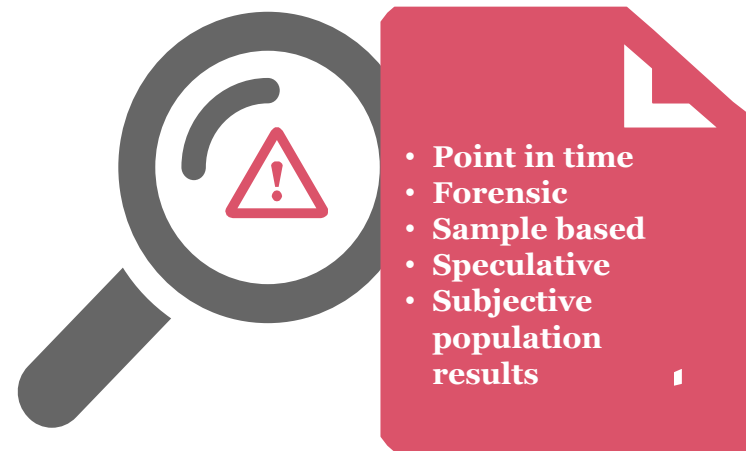 • Point in time
• Forensic
• Sample based
• Speculative
• Subjective
population
results
!